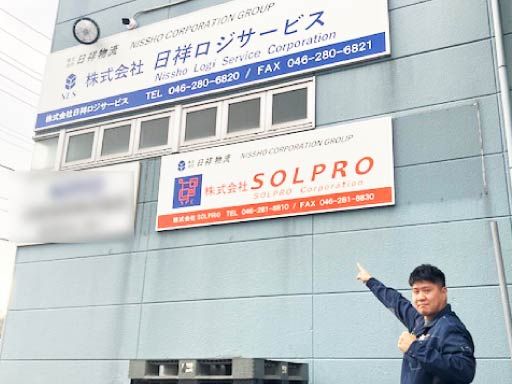 日祥物流 NISSHO CORPORATION GROUP
NLS 株式会社 日祥ロジサービス
Nissho Logi Service Corporation
株式会社日祥ロジサービス TEL 046-280-6820 / FAX 046-280-6821
日祥物流 NISSHO CORPORATION GROUP
株式会社 SOLPRO
SOLPRO Corporation
株式会社 SOLPRO TEL 046-281-6810 / FAX 046-281-6830